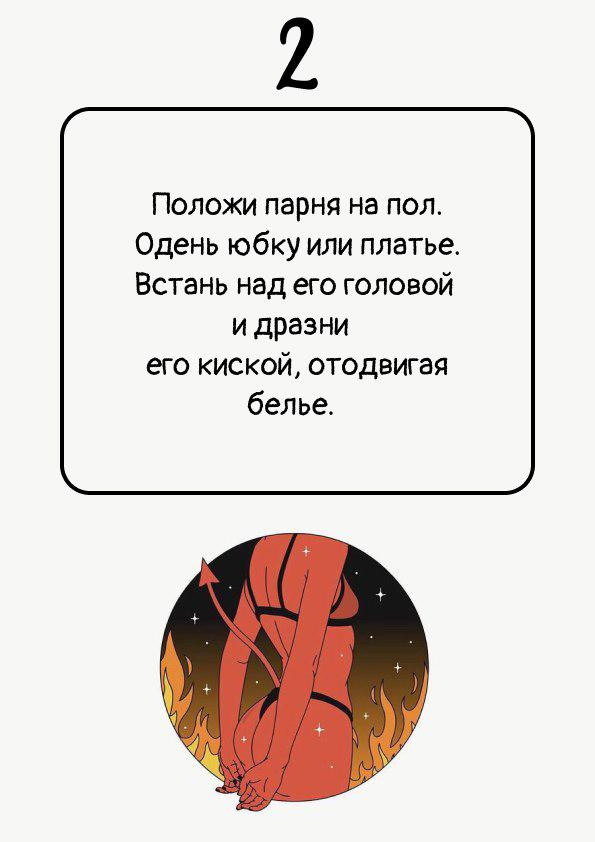 2
Положи парня на пол.
Одень юбку или платье.
Встань над его головой
и дразни
его киской, отодвигая
белье.